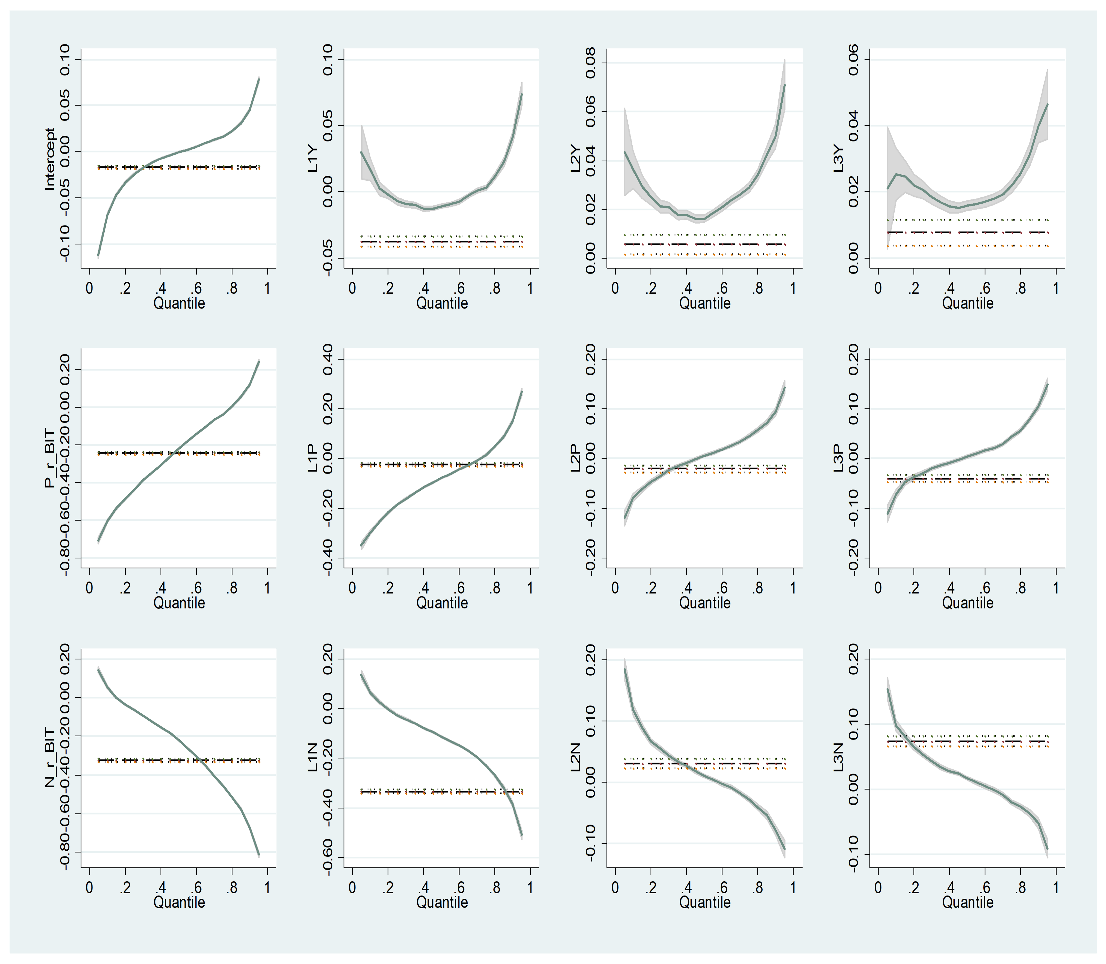 Intercept
-0.10 -0.05 0.00 0.05 0.10
0 .2 .4 .6 .8 1
Quantile
L1Y
-0.05 0.00 0.05 0.10
0 .2 .4 .6 .8 1
Quantile
L2Y
0.00 0.02 0.04 0.06 0.08
0 .2 .4 .6 .8 1
Quantile
L3Y
0.00 0.02 0.04 0.06
0 .2 .4 .6 .8 1
Quantile
P_r_BIT
-0.80 -0.60 -0.40 -0.20 0.00 0.20
0 .2 .4 .6 .8 1
Quantile
L1P
-0.40 -0.20 0.00 0.20 0.40
0 .2 .4 .6 .8 1
Quantile
L2P
-0.20 -0.10 0.00 0.10 0.20
0 .2 .4 .6 .8 1
Quantile
L3P
-0.20 -0.10 0.00 0.10 0.20
0 .2 .4 .6 .8 1
Quantile
N_r_BIT
-0.80 -0.60 -0.40 -0.20 0.00 0.20
0 .2 .4 .6 .8 1
Quantile
L1N
-0.60 -0.40 -0.20 0.00 0.20
0 .2 .4 .6 .8 1
Quantile
L2N
-0.10 0.00 0.10 0.20
0 .2 .4 .6 .8 1
Quantile
L3N
-0.10 0.00 0.10 0.20
0 .2 .4 .6 .8 1
Quantile